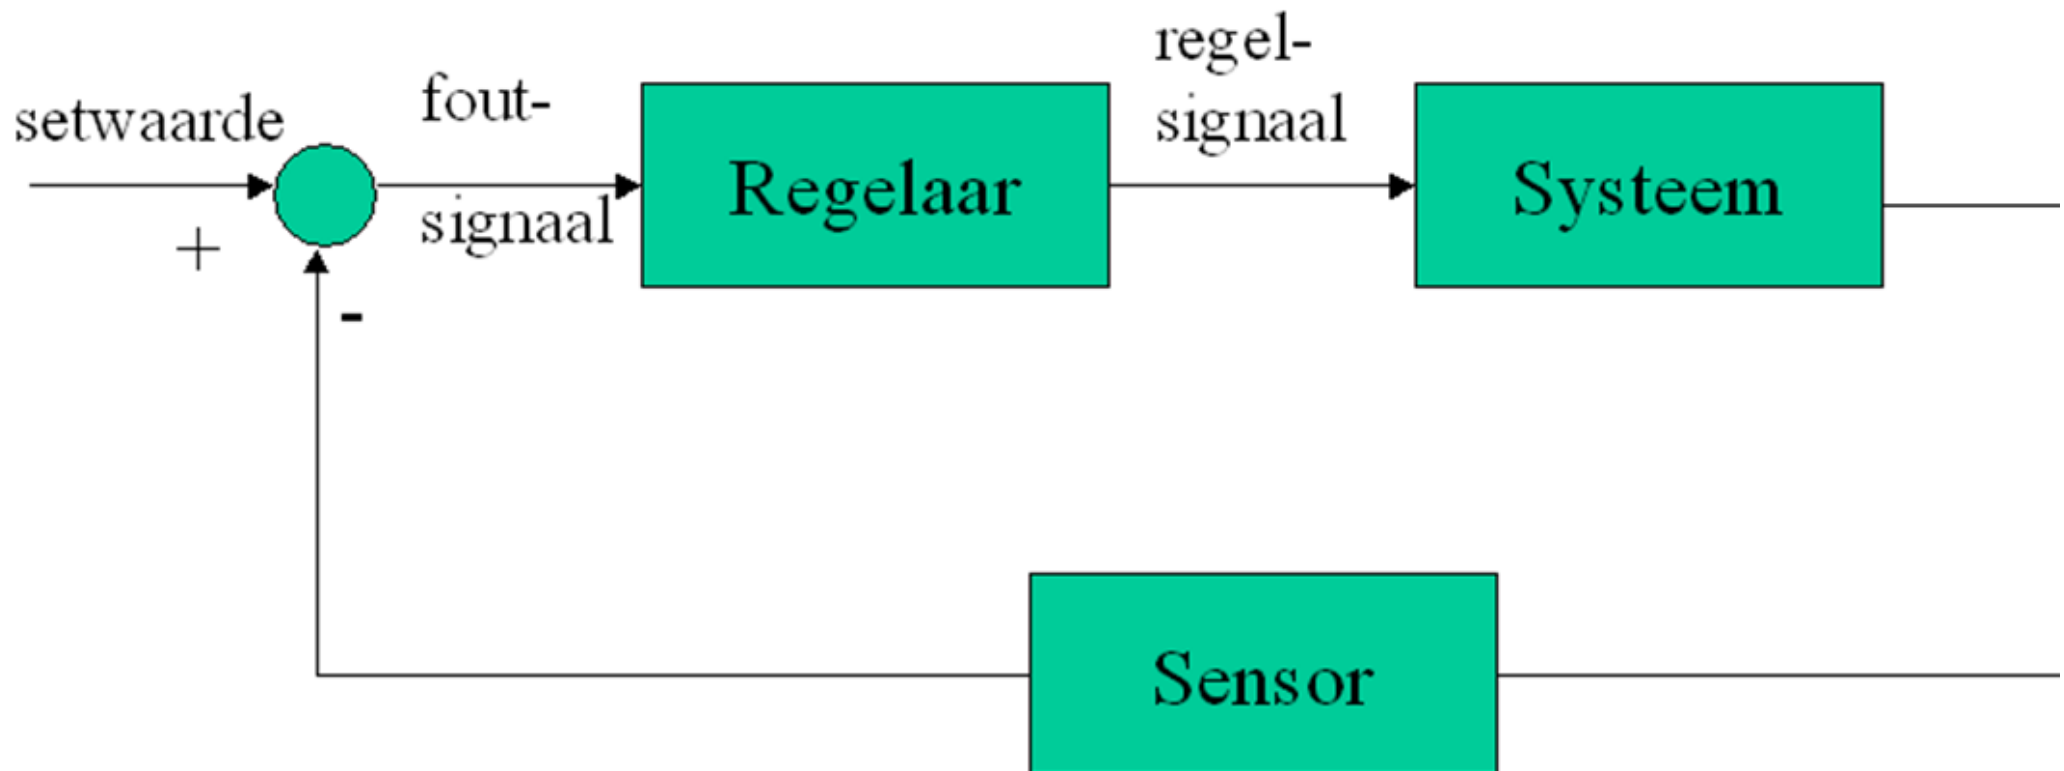 setwaarde
+
fout-
signaal
Regelaar
regel-
signaal
Systeem
-
Sensor